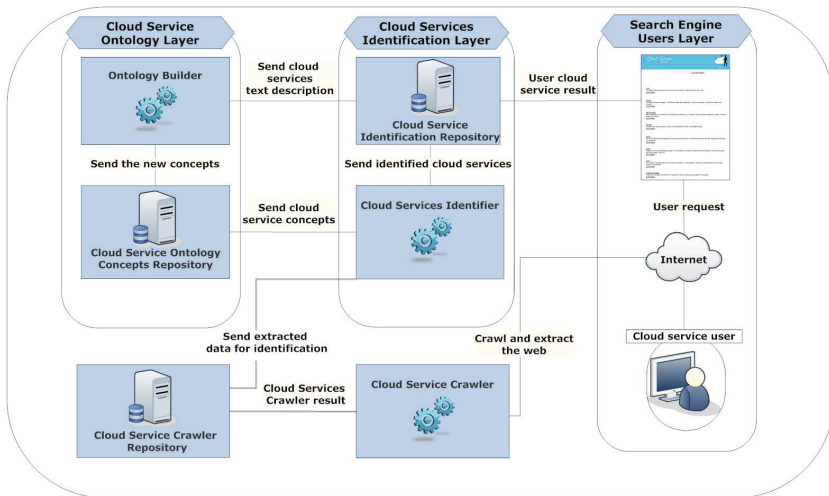 Cloud Service
Ontology Layer
Cloud Services
Identification Layer
Search Engine
Users Layer
Ontology Builder
Send cloud
services
text description
Cloud Service
Identification Repository
User cloud
service result
Send the new concepts
Send identified cloud services
Cloud Service Ontology
Concepts Repository
Send cloud
service concepts
Cloud Services Identifier
User request
Internet
Send extracted
data for identification
Crawl and extract
the web
Cloud service user
Cloud Service Crawler
Repository
Cloud Services
Crawler result
Cloud Service Crawler